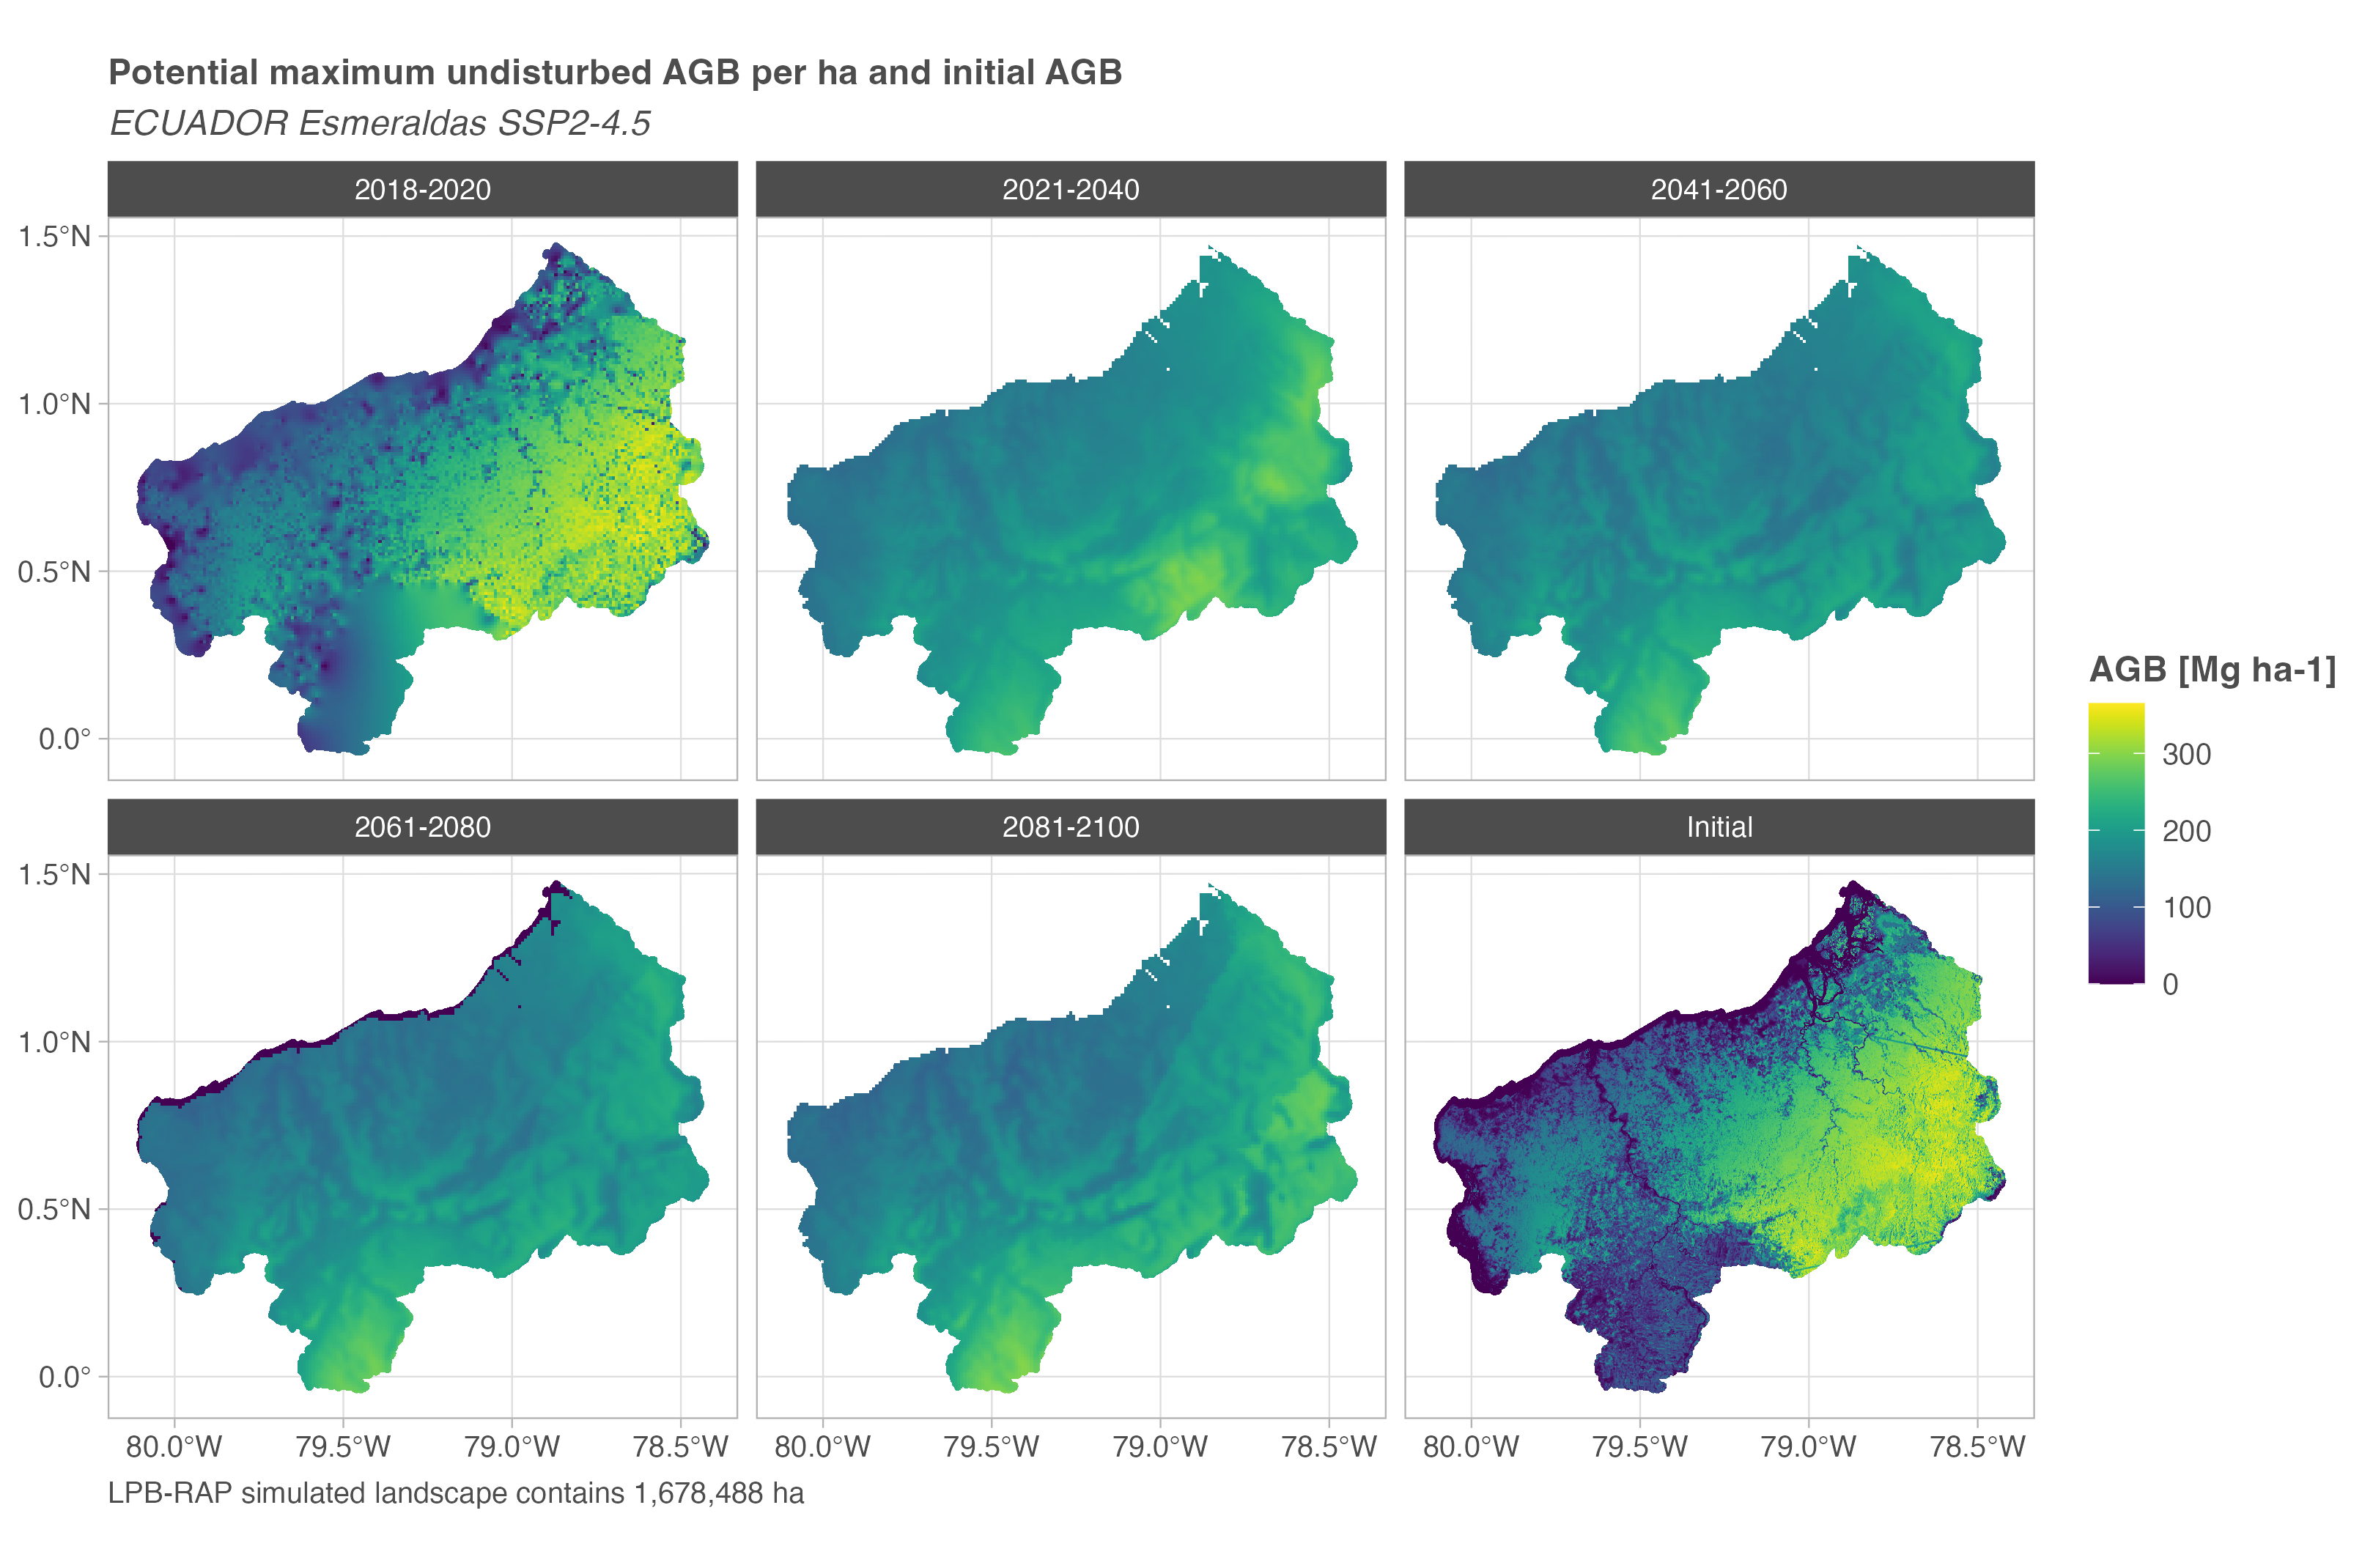 Potential maximum undisturbed AGB per ha and initial AGB
ECUADOR Esmeraldas SSP2-4.5
2018-2020
2021-2040
2041-2060
1.5°N
1.0°N
0.5°N
0.0°
2061-2080
2081-2100
Initial
1.5°N
1.0°N
0.5°N
0.0°
80.0°W 79.5°W 79.0°W 78.5°W
80.0°W 79.5°W 79.0°W 78.5°W
80.0°W 79.5°W 79.0°W 78.5°W
AGB [Mg ha-1]
300
200
100
0
LPB-RAP simulated landscape contains 1,678,488 ha